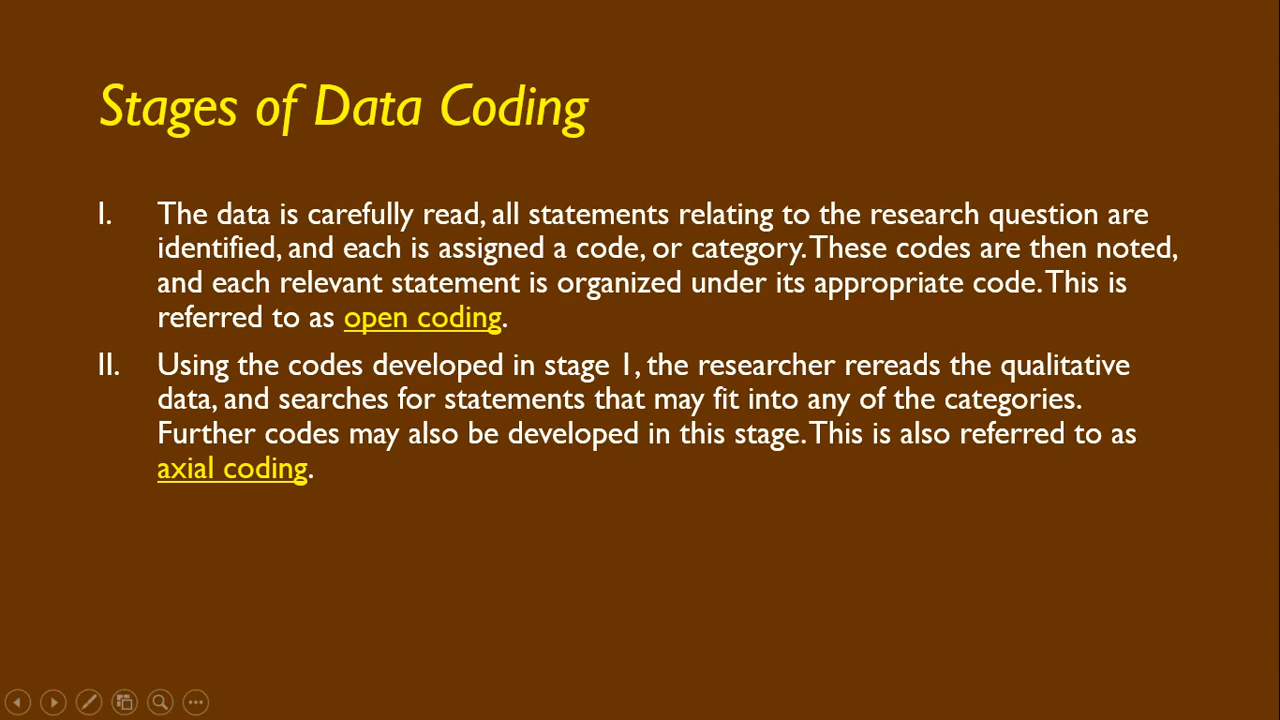 Stages of Data Coding
I. The data is carefully read, all statements relating to the research question are
identified, and each is assigned a code, or category. These codes are then noted,
and each relevant statement is organized under its appropriate code. This is
referred to as open coding.
II. Using the codes developed in stage 1, the researcher rereads the qualitative
data, and searches for statements that may fit into any of the categories.
Further codes may also be developed in this stage. This is also referred to as
axial coding.